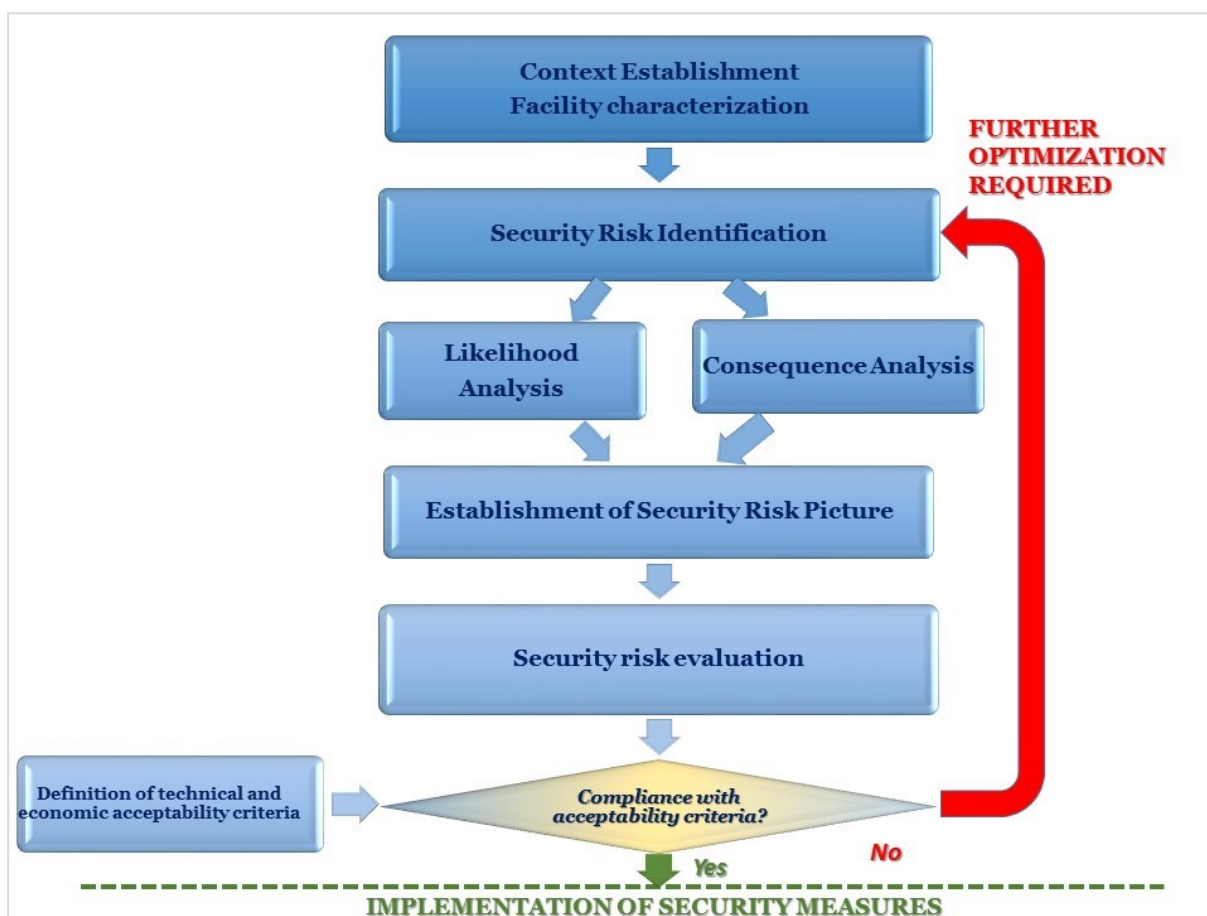 Context Establishment
Facility characterization
FURTHER
OPTIMIZATION
REQUIRED
Security Risk Identification
Likelihood
Analysis
Consequence Analysis
Establishment of Security Risk Picture
Security risk evaluation
Definition of technical and
economic acceptability criteria
Compliance with
acceptability criteria?
No
Yes
IMPLEMENTATION OF SECURITY MEASURES